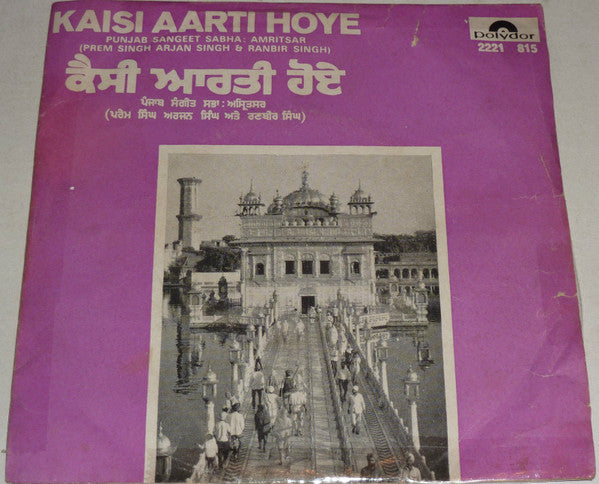 KAISI AARTI HOYE
PUNJAB SANGEET SABHA: AMRITSAR
(PREM SINGH ARJAN SINGH & RANBIR SINGH)
polydor
2221 815
ਕੈਸੀ ਆਰਤੀ ਹੋਏ
ਪੰਜਾਬ ਸੰਗੀਤ ਸਭਾ : ਅਮ੍ਰਿਤਸਰ
(ਪਰੇਮ ਸਿੰਘ ਅਰਜਨ ਸਿੰਘ ਅਤੇ ਰਣਬੀਰ ਸਿੰਘ)